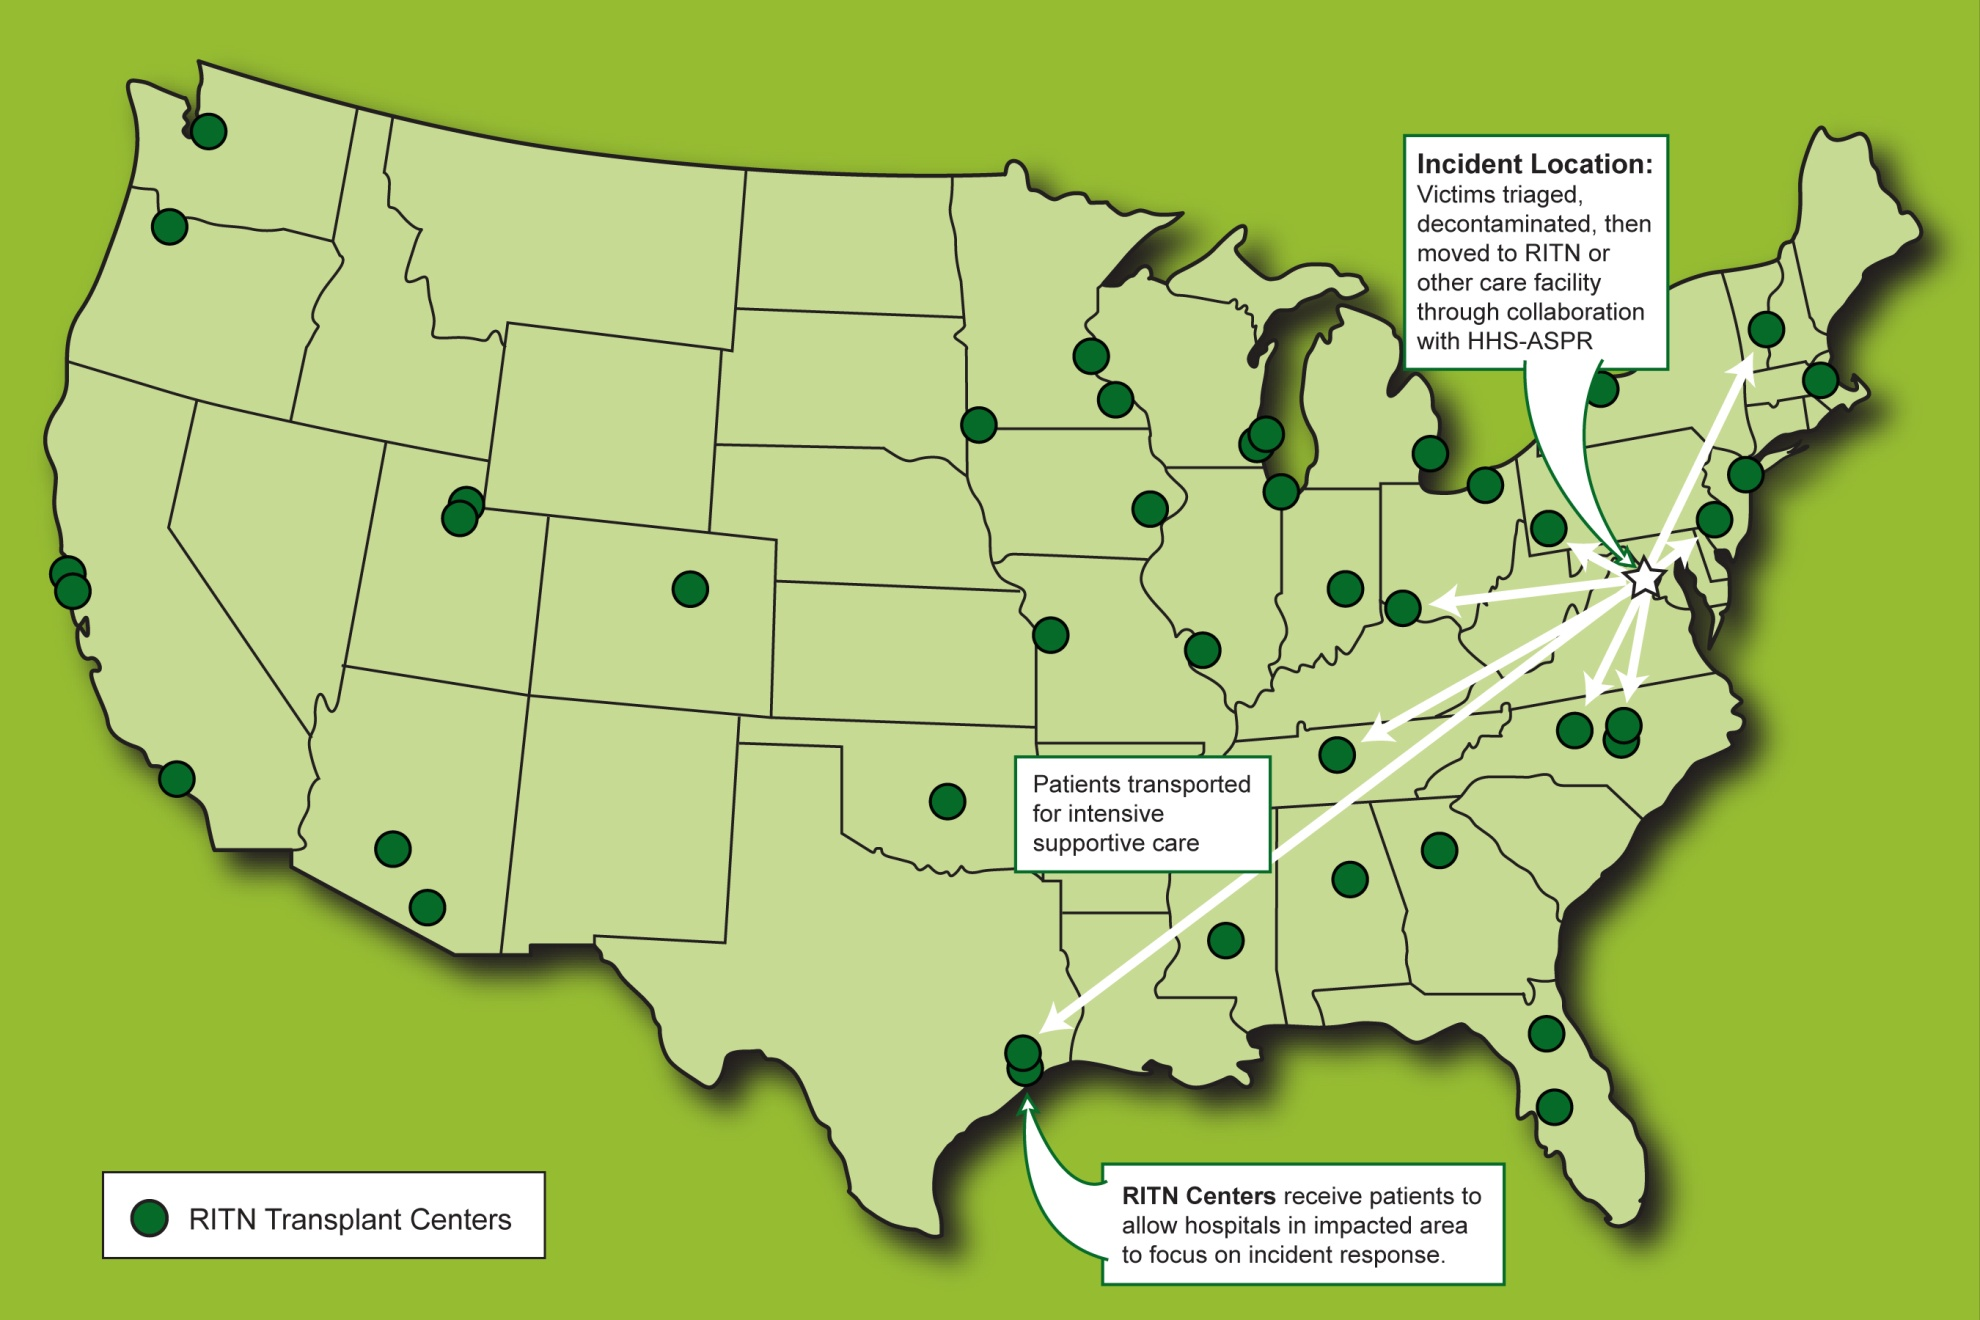 Incident Location:
Victims triaged,
decontaminated, then
moved to RITN or
other care facility
through collaboration
with HHS-ASPR
Patients transported
for intensive
supportive care
RITN Centers receive patients to
allow hospitals in impacted area
to focus on incident response.
RITN Transplant Centers